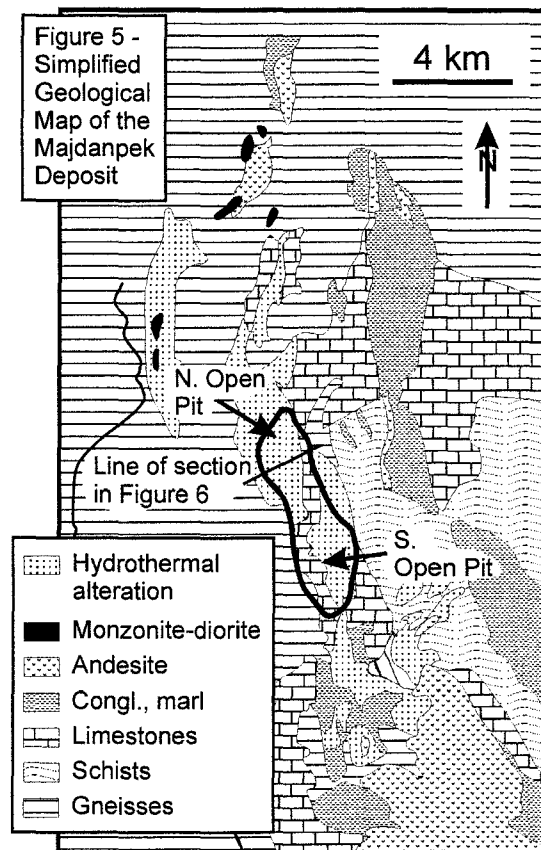 Figure 5 -
Simplified
Geological
Map of the
Majdanpek
Deposit
4 km
N
N. Open
Pit
Line of section
in Figure 6
S.
Open Pit
Hydrothermal
alteration
Monzonite-diorite
Andesite
Congl., marl
Limestones
Schists
Gneisses